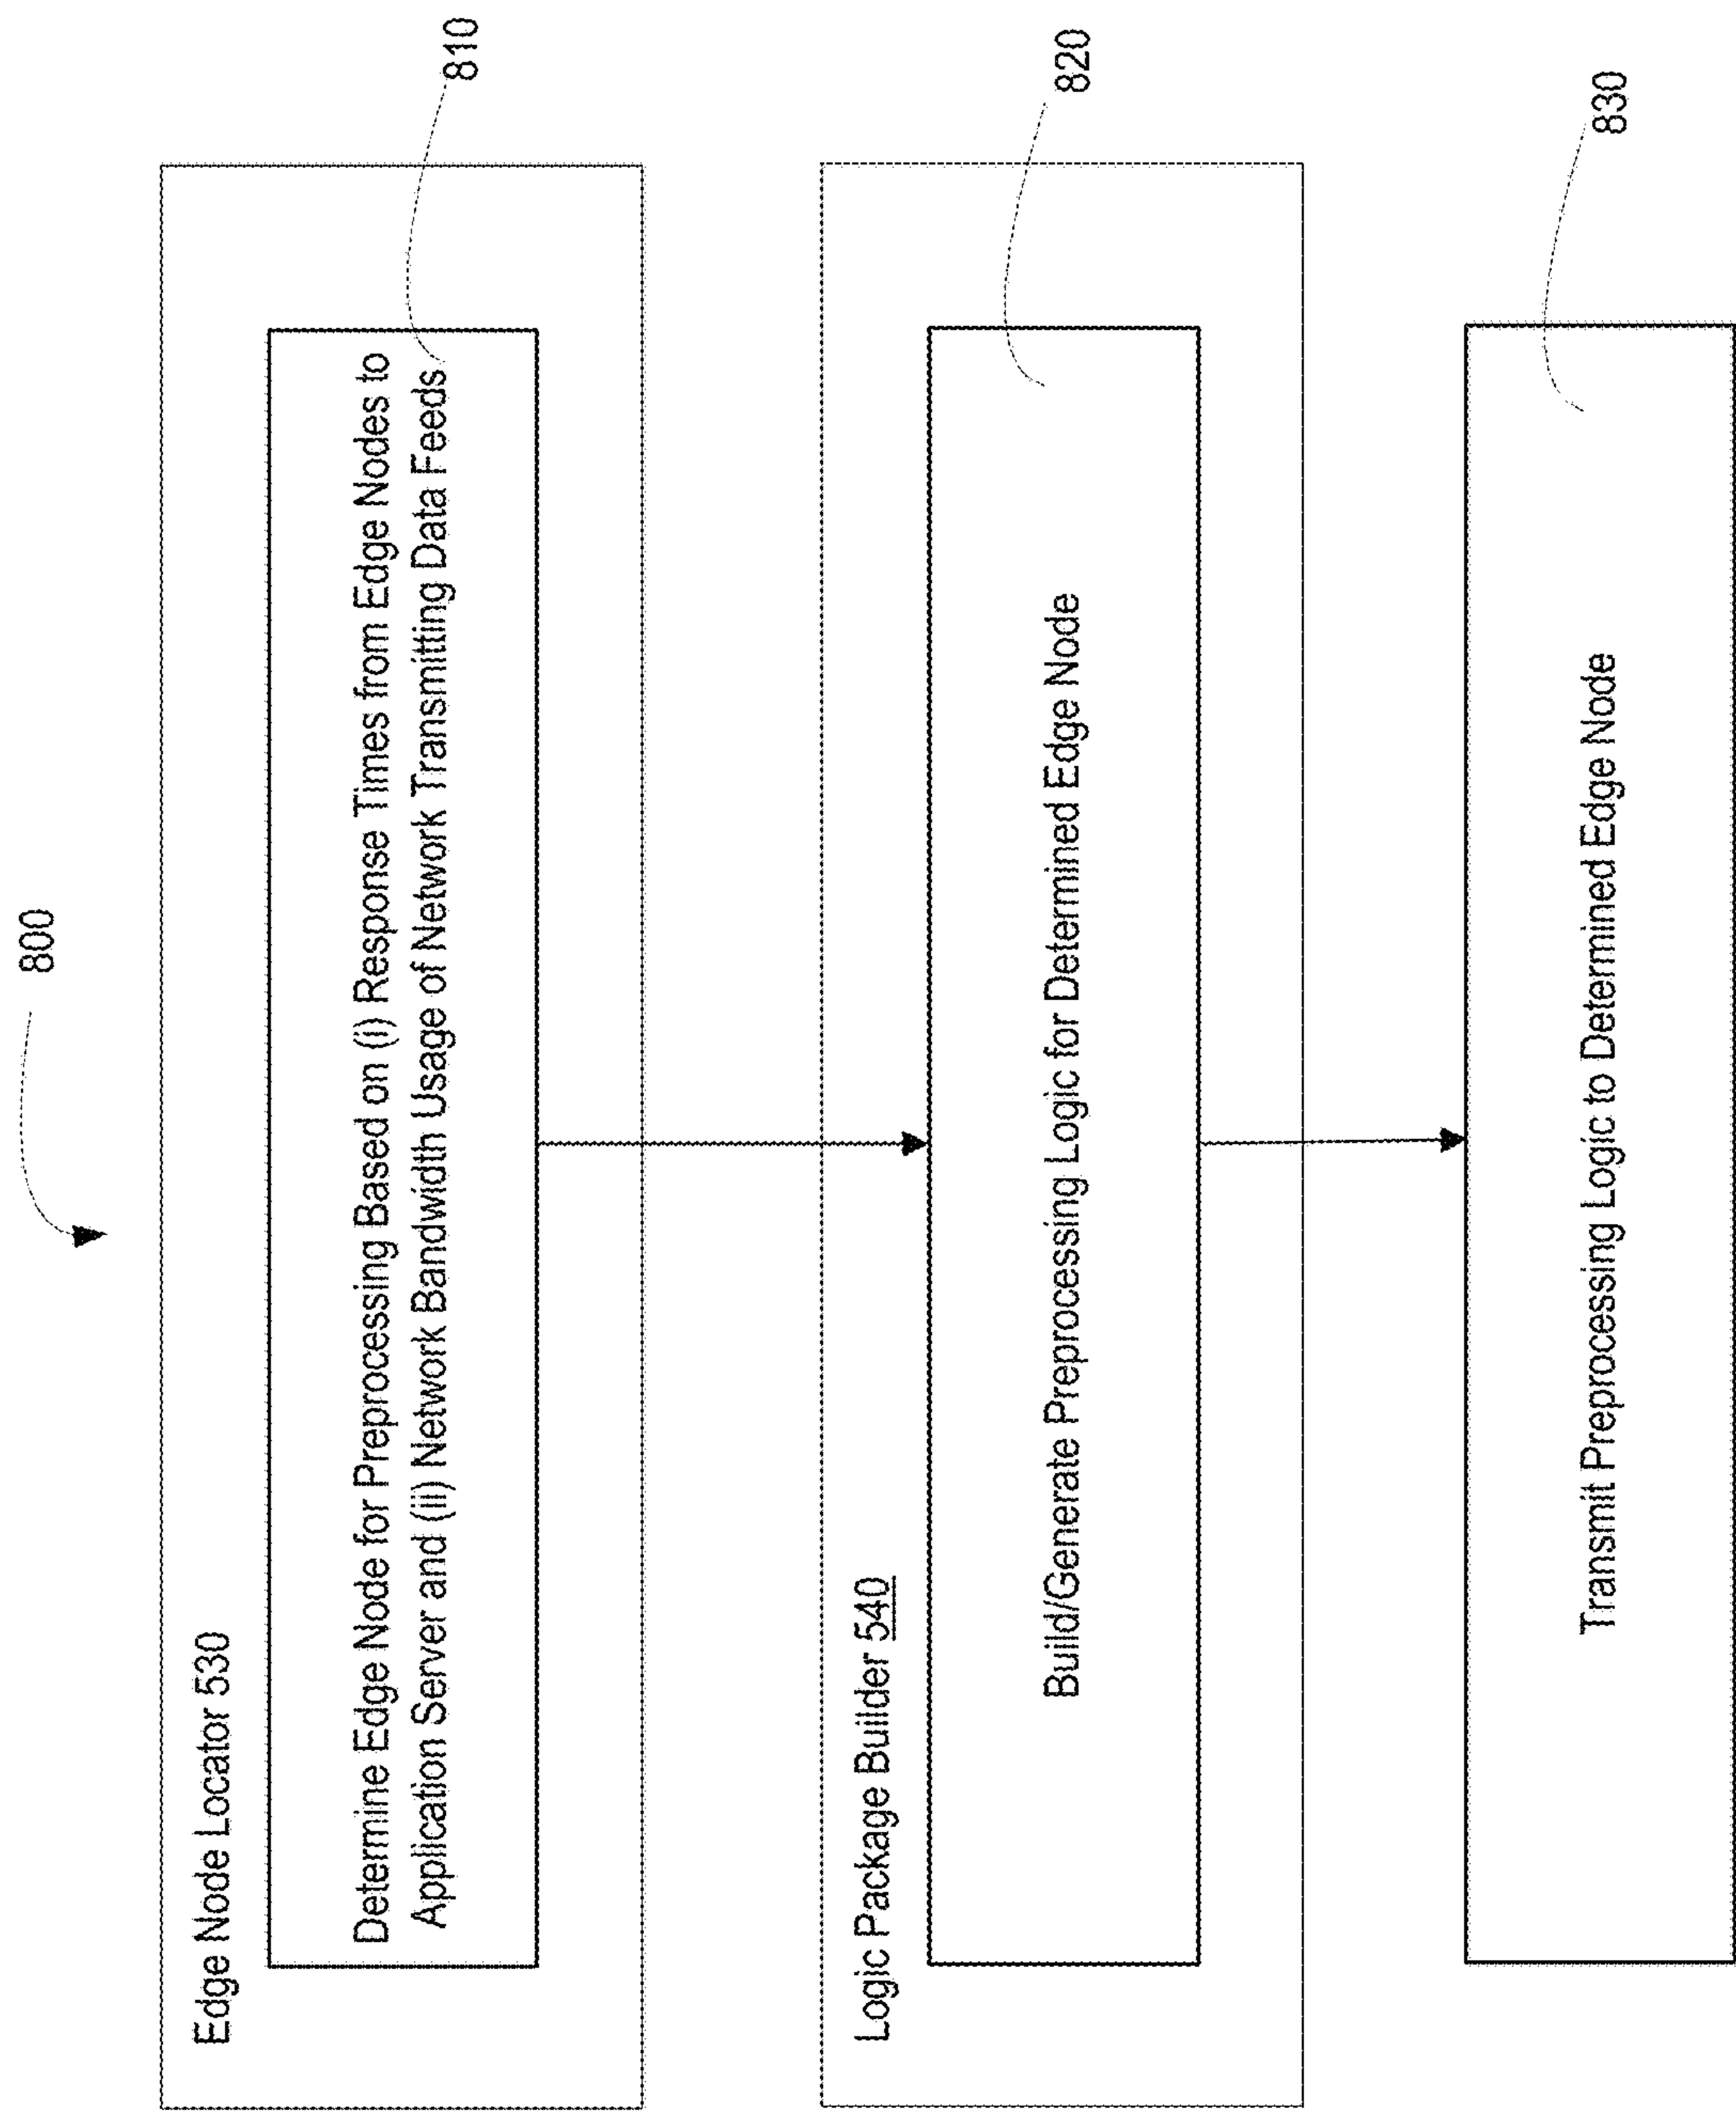 800
Edge Node Locator 530
Determine Edge Node for Preprocessing Based on (i) Response Times from Edge Nodes to
Application Server and (ii) Network Bandwidth Usage of Network Transmitting Data Feeds
810
Logic Package Builder 540
Build/Generate Preprocessing Logic for Determined Edge Node
820
Transmit Preprocessing Logic to Determined Edge Node
830